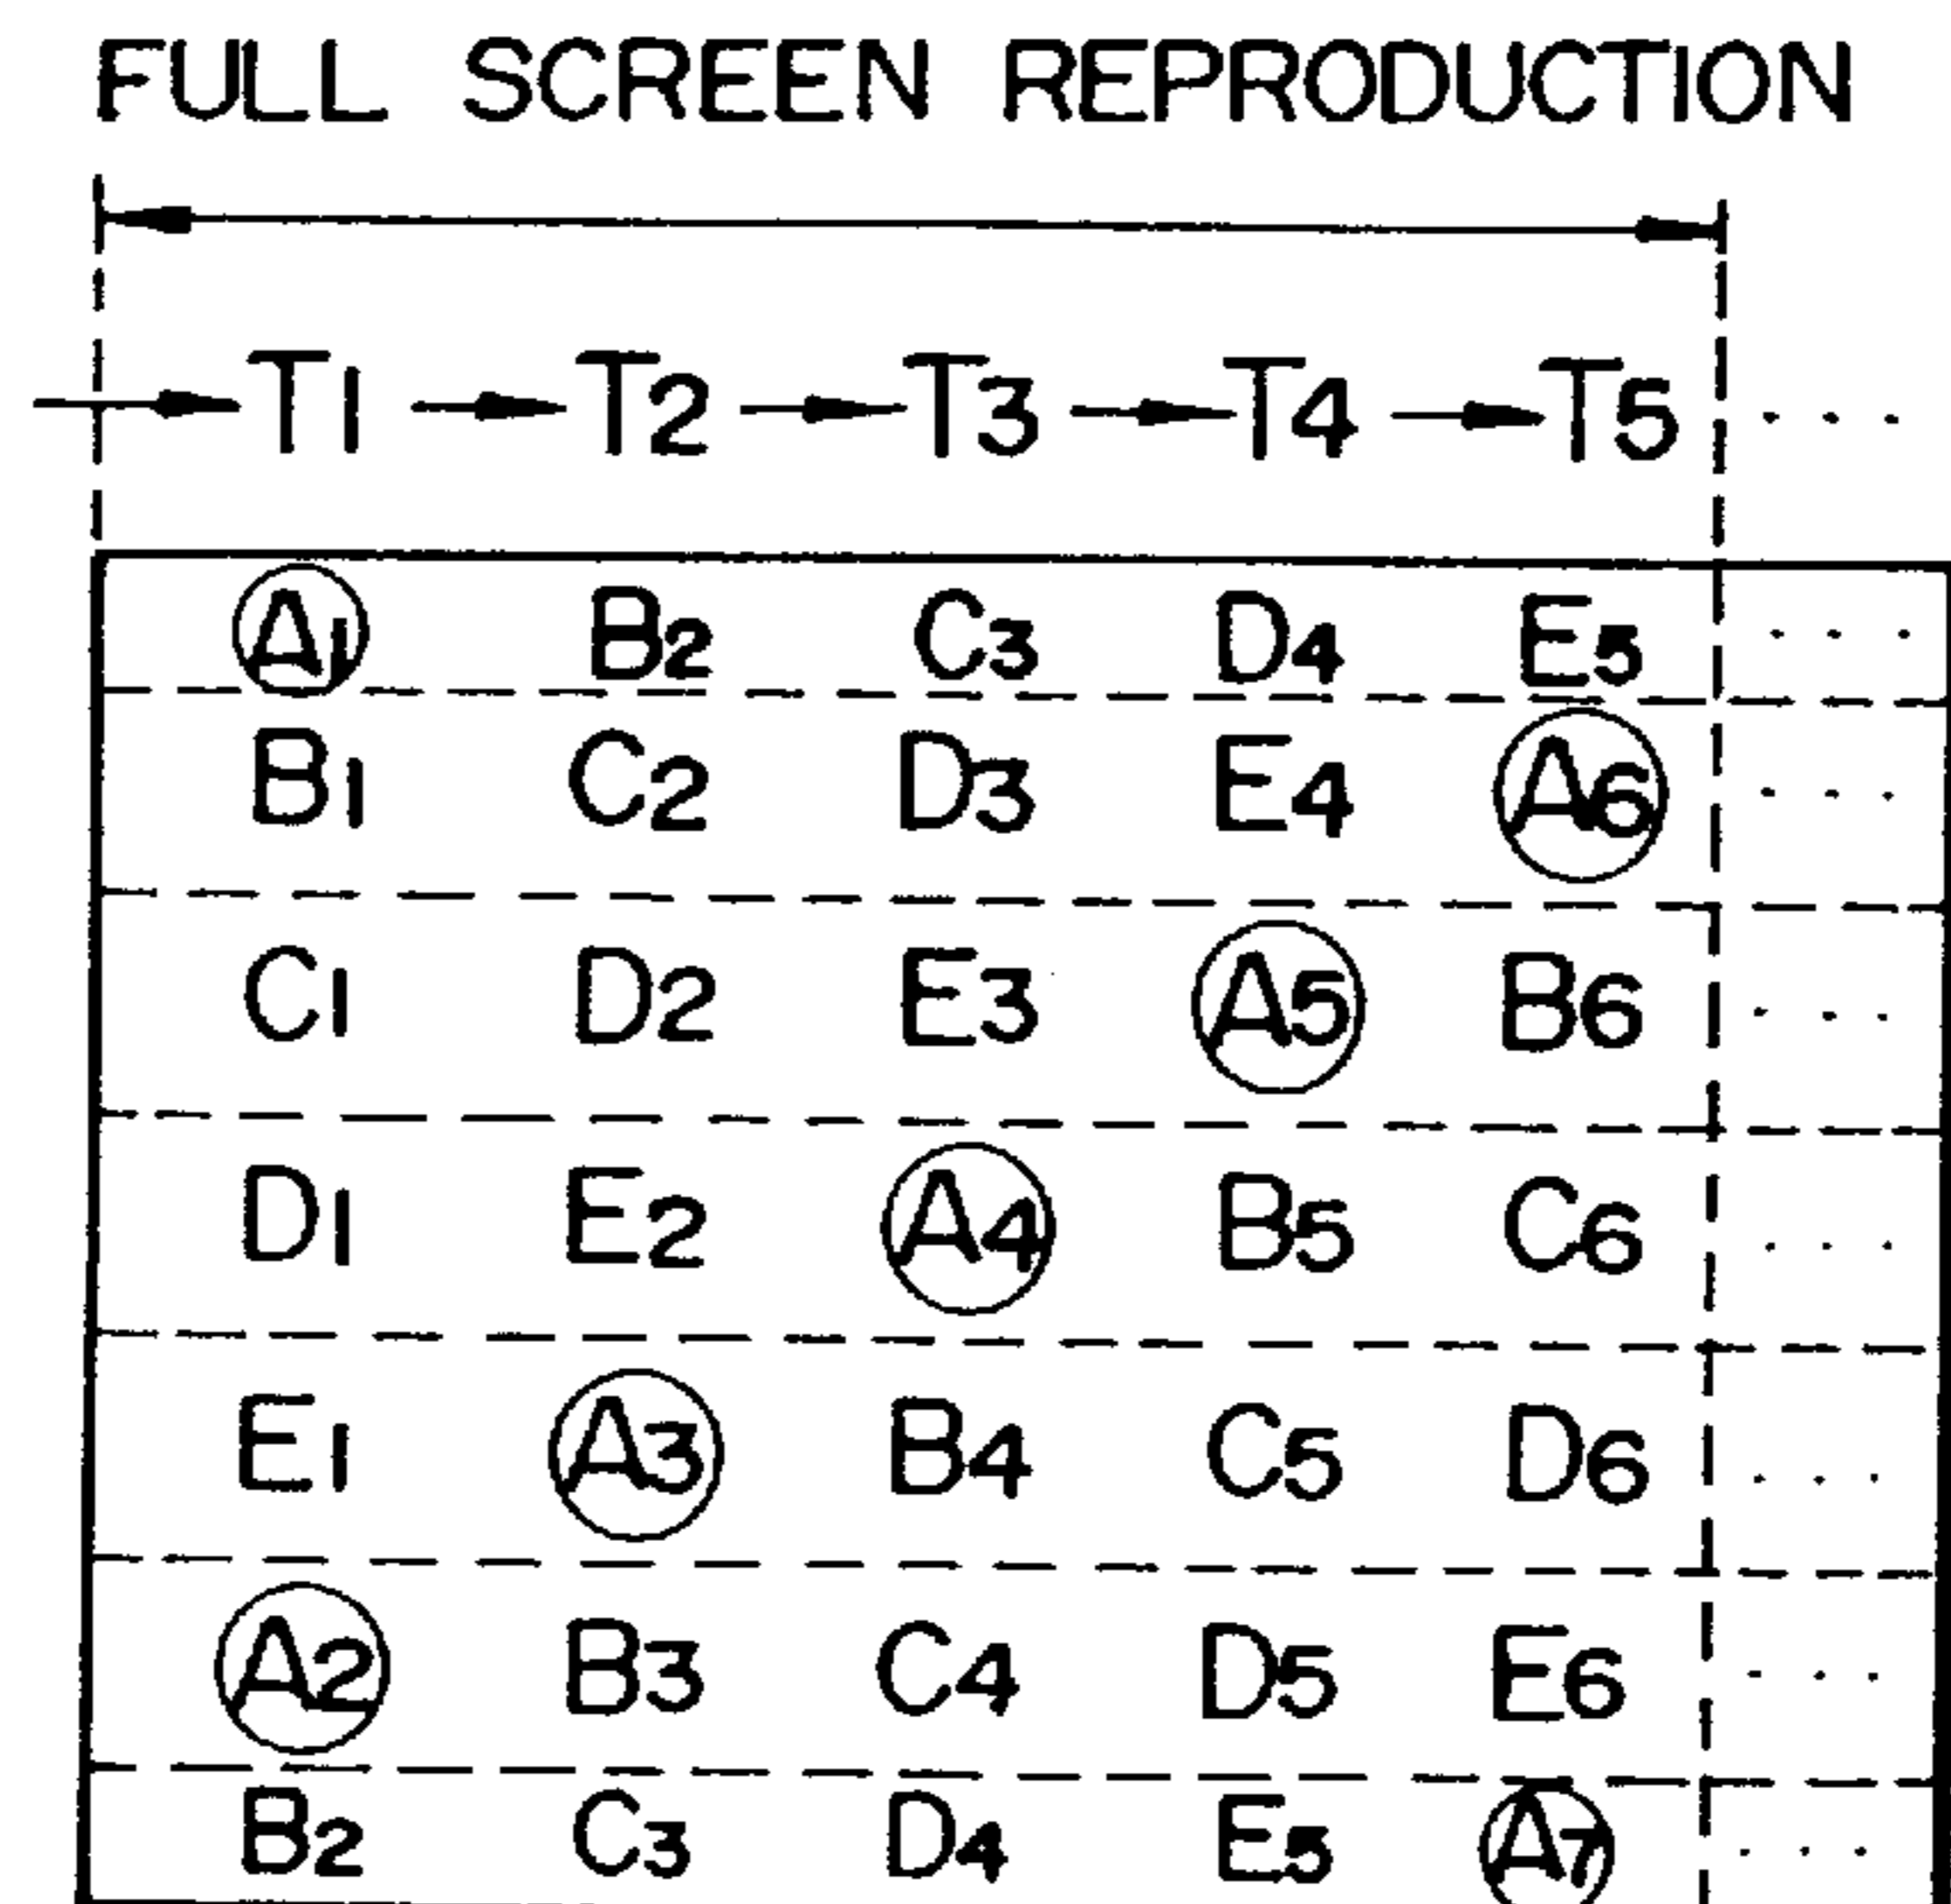 FULL SCREEN REPRODUCTION
T1 T2 T3 T4 T5 ...
A1 B2 C3 D4 E5 ...
B1 C2 D3 E4 A6 ...
C1 D2 E3 A5 B6 ...
D1 E2 A4 B5 C6 ...
E1 A3 B4 C5 D6 ...
A2 B3 C4 D5 E6 ...
B2 C3 D4 E5 A7 ...